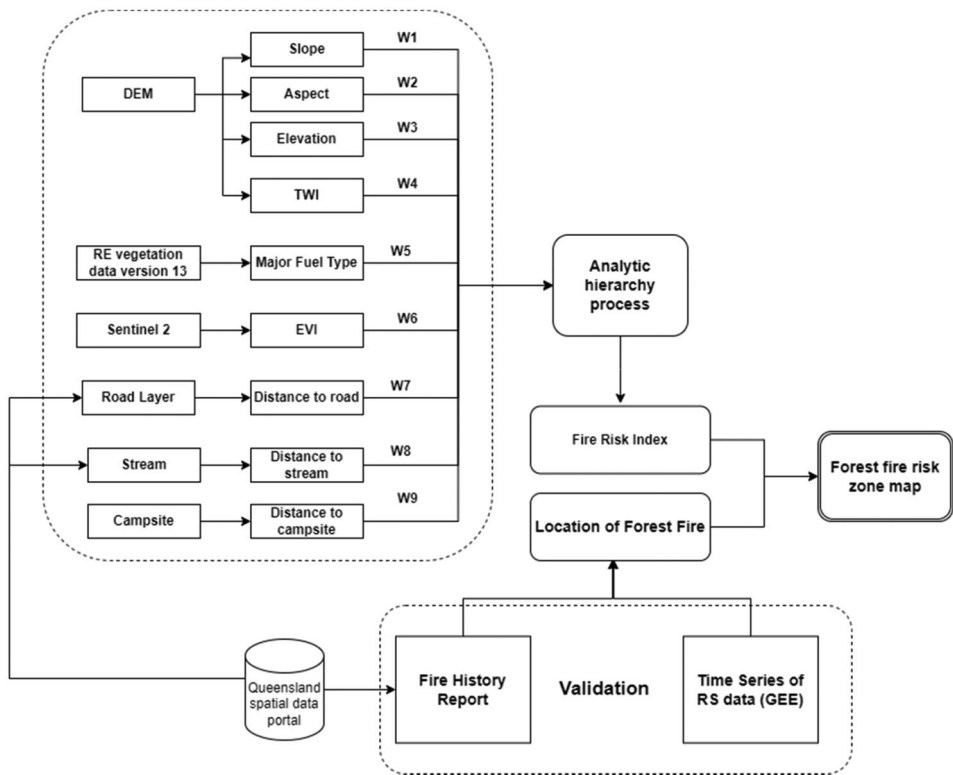 Slope
W1
DEM
Aspect
W2
Elevation
W3
TWI
W4
RE vegetation
data version 13
Major Fuel Type
W5
Sentinel 2
EVI
W6
Road Layer
Distance to road
W7
Stream
Distance to
stream
W8
Campsite
Distance to
campsite
W9
Analytic
hierarchy
process
Fire Risk Index
Location of Forest Fire
Forest fire risk
zone map
Queensland
spatial data
portal
Fire History
Report
Validation
Time Series of
RS data (GEE)